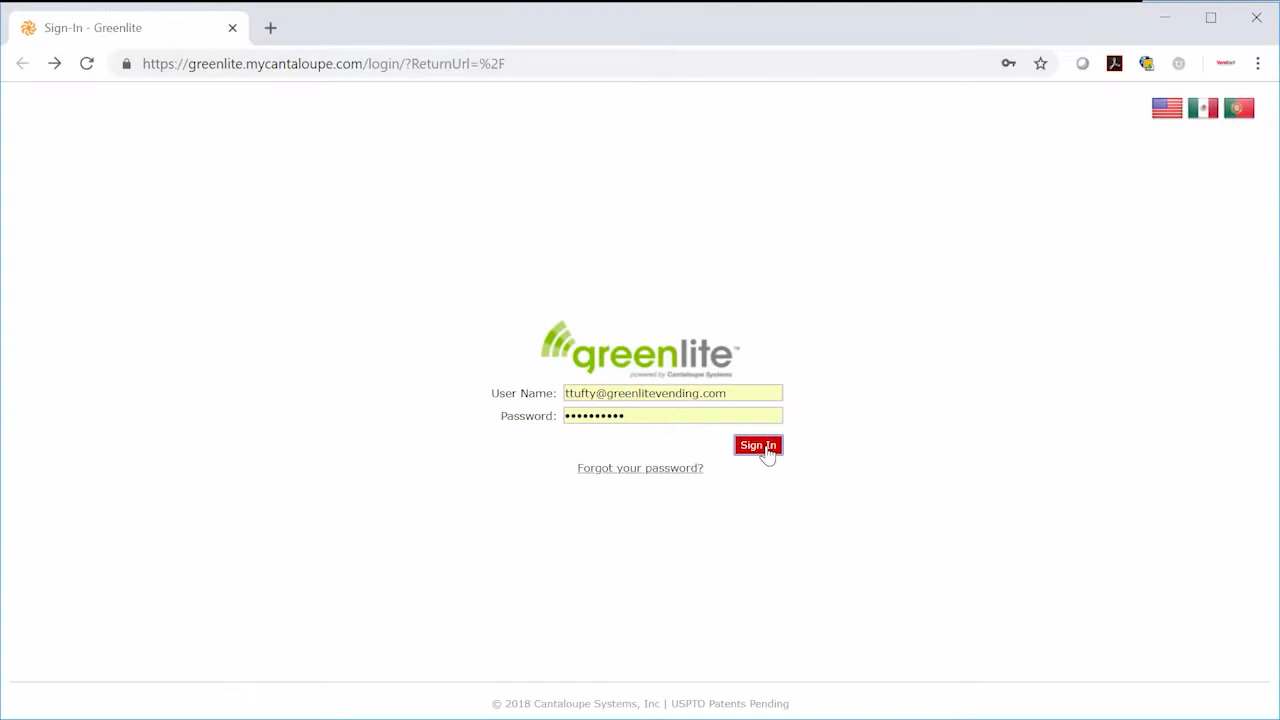 Sign-In - Greenlite
https://greenlite.mycantaloupe.com/login/?ReturnUrl=%2F
greenlite™
powered by Cantaloupe Systems
User Name: ttufty@greenlitevending.com
Password: ••••••••••
Sign In
Forgot your password?
© 2018 Cantaloupe Systems, Inc | USPTO Patents Pending